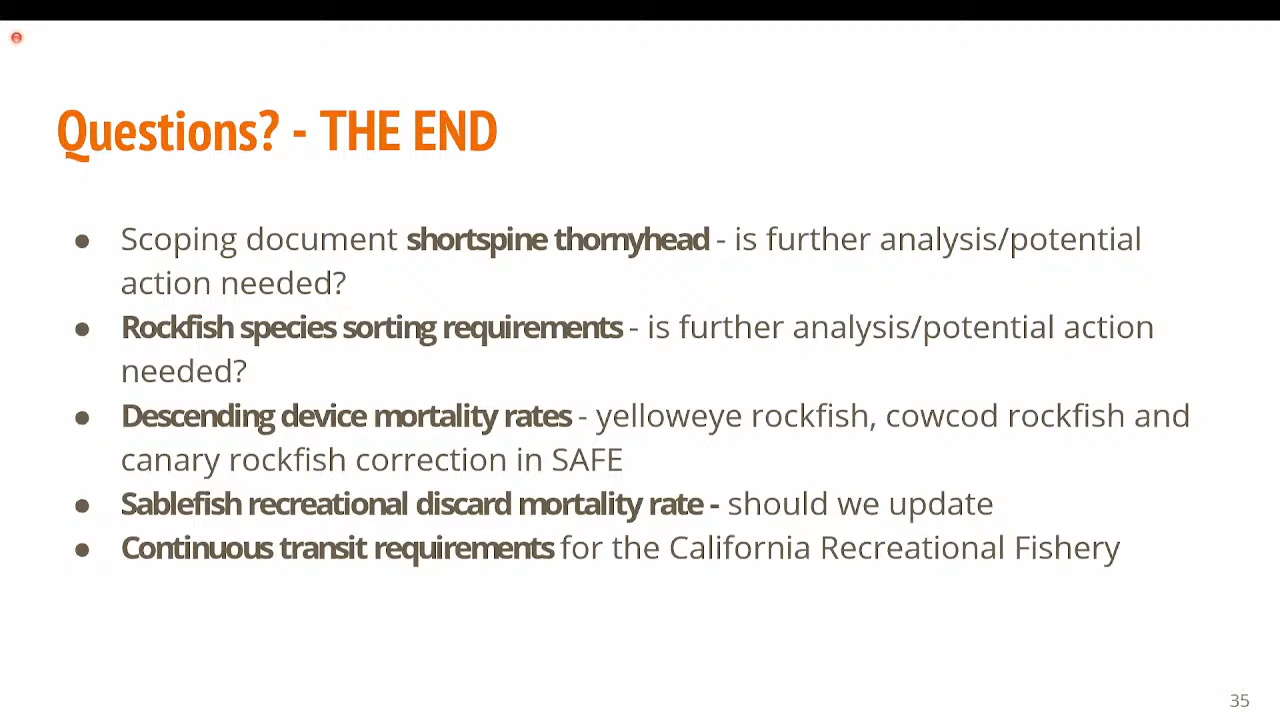 Questions? - THE END
● Scoping document shortspine thornyhead - is further analysis/potential
action needed?
● Rockfish species sorting requirements - is further analysis/potential action
needed?
● Descending device mortality rates - yelloweye rockfish, cowcod rockfish and
canary rockfish correction in SAFE
● Sablefish recreational discard mortality rate - should we update
● Continuous transit requirements for the California Recreational Fishery
35